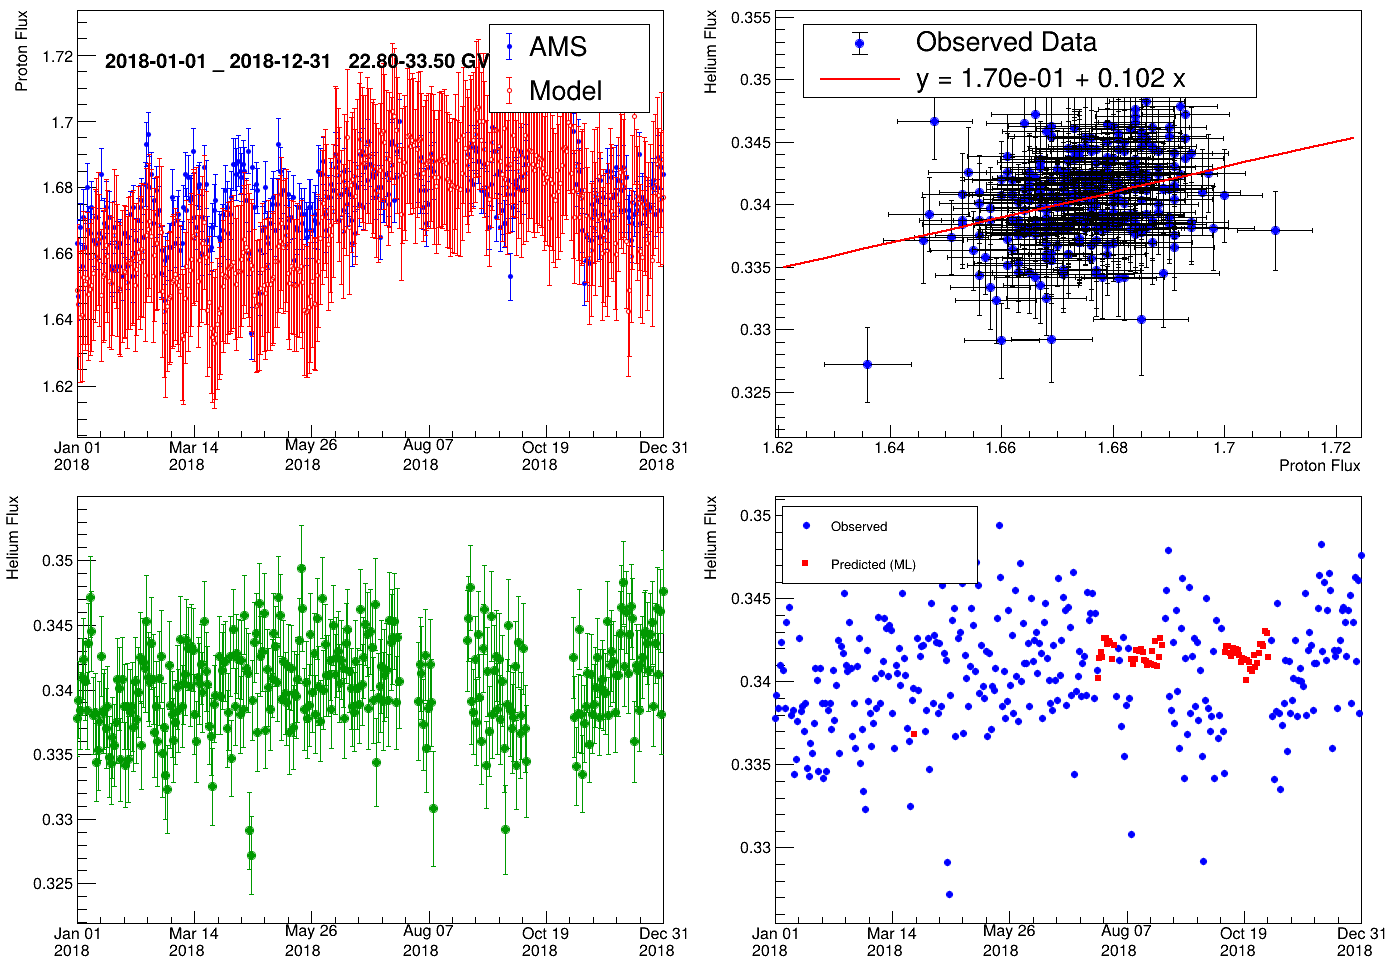 Proton Flux
1.72
1.7
1.68
1.66
1.64
1.62
2018-01-01 _ 2018-12-31 22.80-33.50 GV
AMS
Model
Jan 01
2018
Mar 14
2018
May 26
2018
Aug 07
2018
Oct 19
2018
Dec 31
2018
Helium Flux
0.355
0.35
0.345
0.34
0.335
0.33
0.325
Observed Data
y = 1.70e-01 + 0.102 x
1.62
1.64
1.66
1.68
1.7
1.72
Proton Flux
Helium Flux
0.35
0.345
0.34
0.335
0.33
0.325
Jan 01
2018
Mar 14
2018
May 26
2018
Aug 07
2018
Oct 19
2018
Dec 31
2018
Helium Flux
0.35
0.345
0.34
0.335
0.33
Observed
Predicted (ML)
Jan 01
2018
Mar 14
2018
May 26
2018
Aug 07
2018
Oct 19
2018
Dec 31
2018